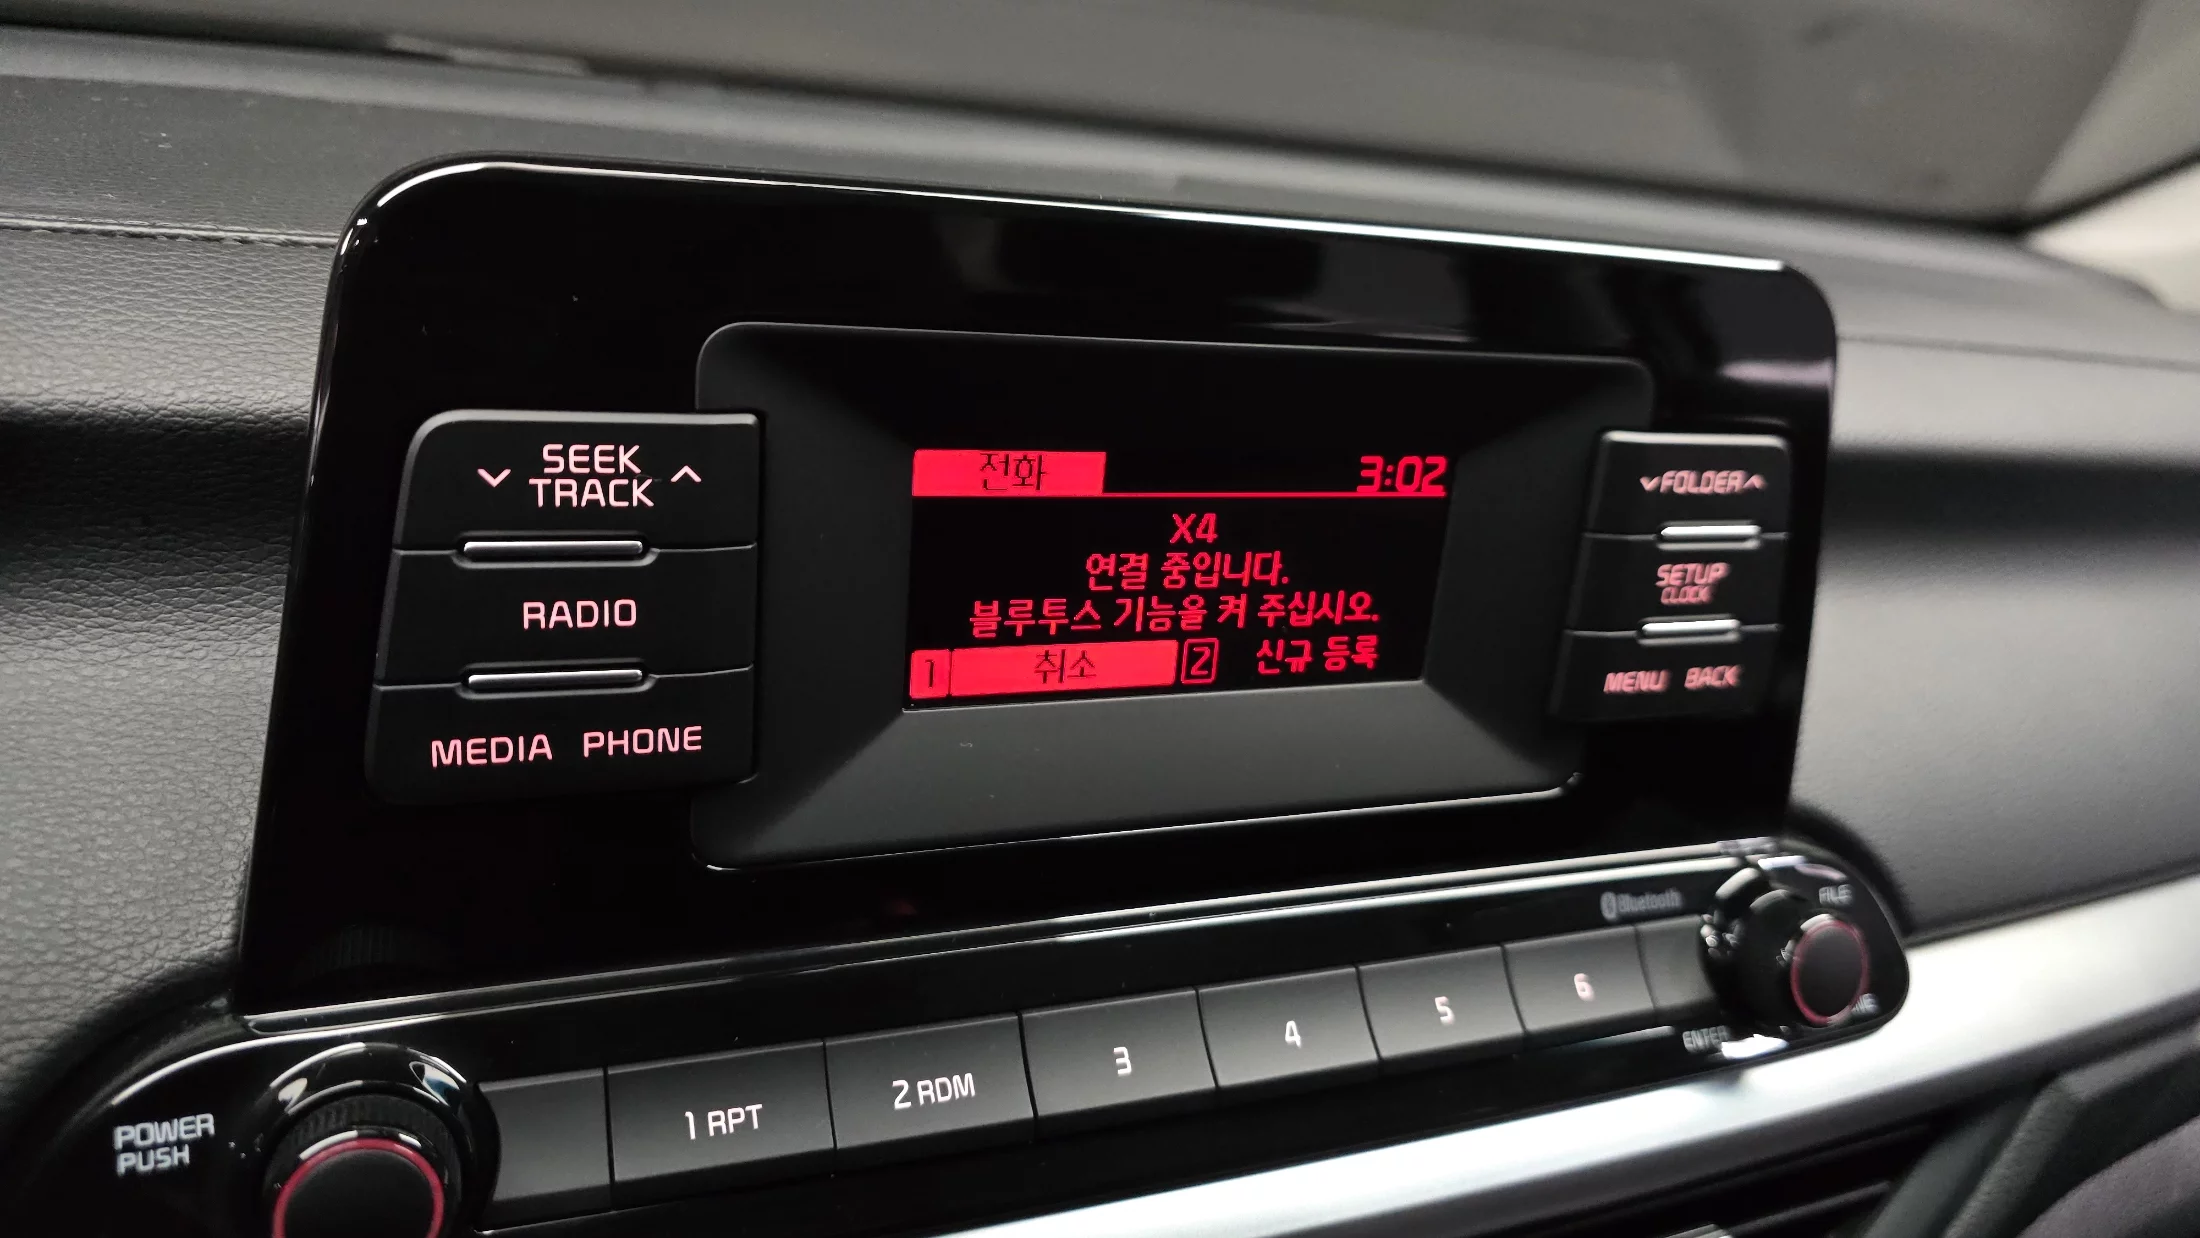 SEEK
TRACK
RADIO
MEDIA PHONE
전화 3:02
X4
연결 중입니다.
블루투스 기능을 켜 주십시오.
1 취소 2 신규 등록
FOLDER
SETUP
CLOCK
MENU BACK
Bluetooth
FILE
ENTER
POWER
PUSH
1 RPT
2 RDM
3
4
5
6